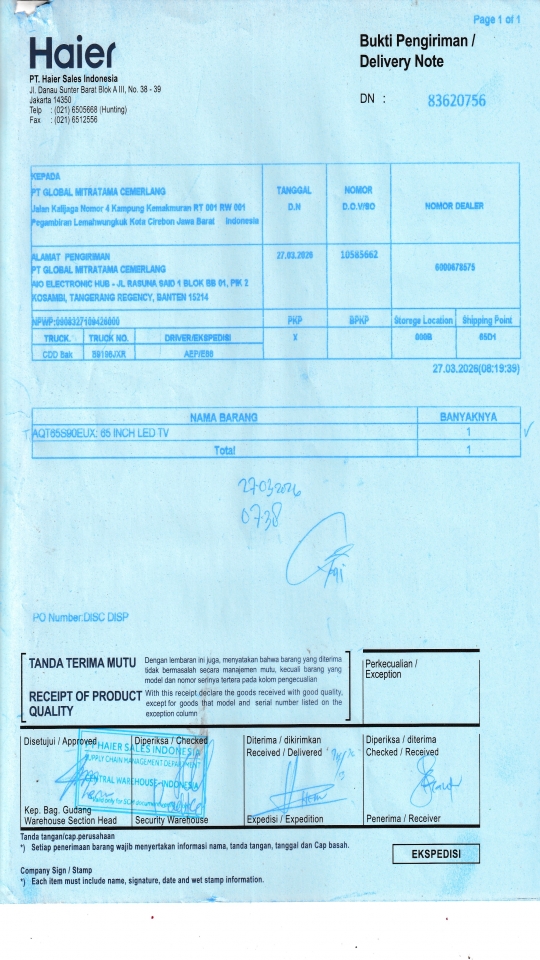 Page 1 of 1
Haier
Bukti Pengiriman /
Delivery Note
PT. Haier Sales Indonesia
Jl. Danau Sunter Barat Blok A III, No. 38 - 39
Jakarta 14350
Telp : (021) 6505668 (Hunting)
Fax : (021) 6512556
DN : 83620756
KEPADA
PT GLOBAL MITRATAMA CEMERLANG
Jalan Kalijaga Nomor 4 Kampung Kemakmuran RT 001 RW 001
Pegambiran Lemahwungkuk Kota Cirebon Jawa Barat Indonesia
TANGGAL
D.N
NOMOR
D.O.V/SO
NOMOR DEALER
ALAMAT PENGIRIMAN
PT GLOBAL MITRATAMA CEMERLANG
AIO ELECTRONIC HUB - JL RASUNA SAID 1 BLOK BB 01, PIK 2
KOSAMBI, TANGERANG REGENCY, BANTEN 15214
27.03.2026
10585662
6000678575
PKP BPKP Storage Location Shipping Point
TRUCK. TRUCK NO. DRIVER/EKSPEDISI X 000B 65D1
CDD Bak B9196JXR
27.03.2026(08:19:39)
NAMA BARANG BANYAKNYA
AQT65S90EUX: 65 INCH LED TV 1
Total 1
27032026
0738
PO Number:DISC DISP
TANDA TERIMA MUTU
Dengan lembaran ini juga, menyatakan bahwa barang yang diterima
tidak bermasalah secara manajemen mutu, kecuali barang yang
model dan nomor serinya tertera pada kolom pengecualian
RECEIPT OF PRODUCT
QUALITY
With this receipt declare the goods received with good quality,
except for goods that model and serial number listed on the
exception column
Perkecualian /
Exception
Disetujui / Approved
Diperiksa / Checked
Diterima / dikirimkan
Received / Delivered
Diperiksa / diterima
Checked / Received
PT HAIER SALES INDONESIA
SUPPLY CHAIN MANAGEMENT DEPARTMENT
CENTRAL WAREHOUSE-INDONESIA
Kep. Bag. Gudang
Warehouse Section Head
Security Warehouse
Expedisi / Expedition
Penerima / Receiver
Tanda tangan/cap.perusahaan
*) Setiap penerimaan barang wajib menyertakan informasi nama, tanda tangan, tanggal dan Cap basah.
EKSPEDISI
Company Sign / Stamp
*) Each item must include name, signature, date and wet stamp information.